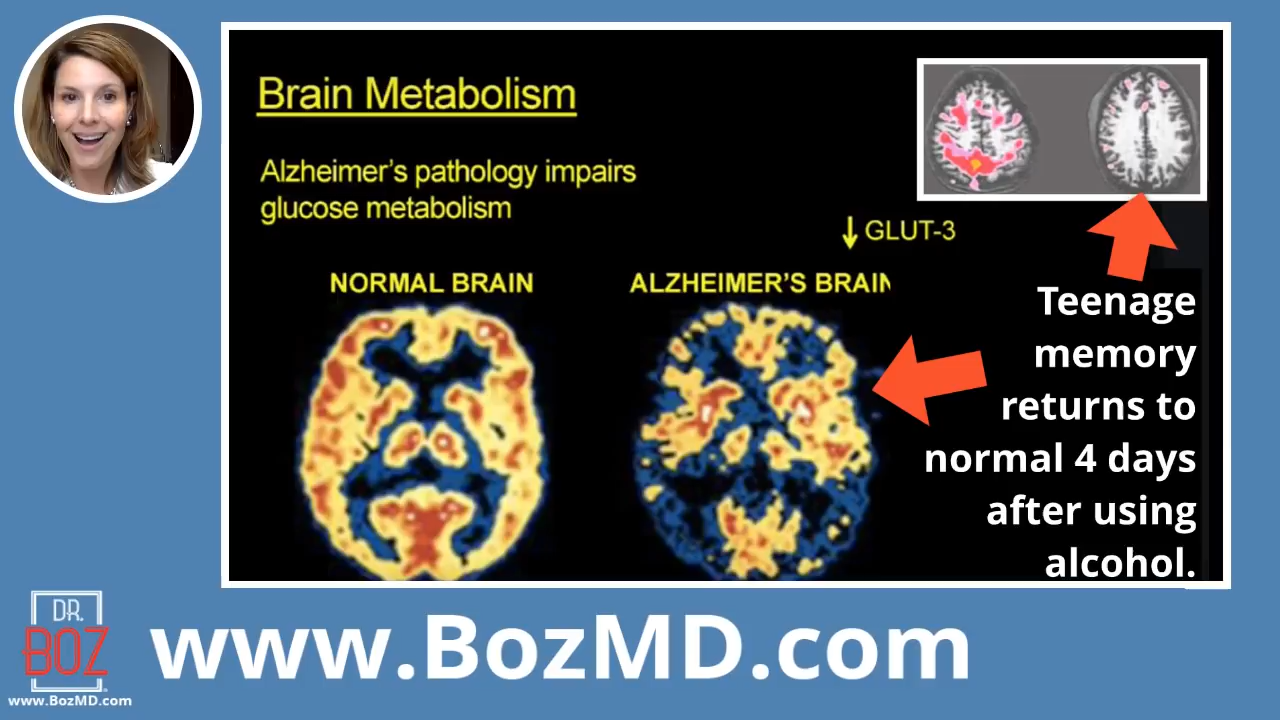 Brain Metabolism
Alzheimer's pathology impairs
glucose metabolism
↓ GLUT-3
NORMAL BRAIN
ALZHEIMER'S BRAIN
Teenage
memory
returns to
normal 4 days
after using
alcohol.
DR.
BOZ
www.BozMD.com
www.BozMD.com